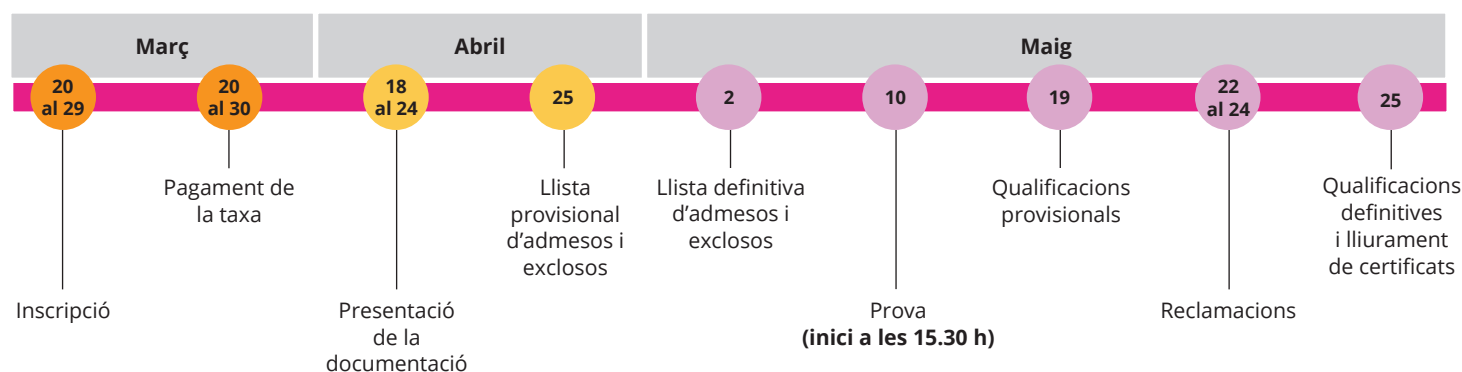 Març
Abril
Maig
20
al 29
20
al 30
18
al 24
25
2
10
19
22
al 24
25
Inscripció
Pagament de
la taxa
Presentació
de la
documentació
Llista
provisional
d'admesos i
exclosos
Llista definitiva
d'admesos i
exclosos
Prova
(inici a les 15.30 h)
Qualificacions
provisionals
Reclamacions
Qualificacions
definitives
i lliurament
de certificats